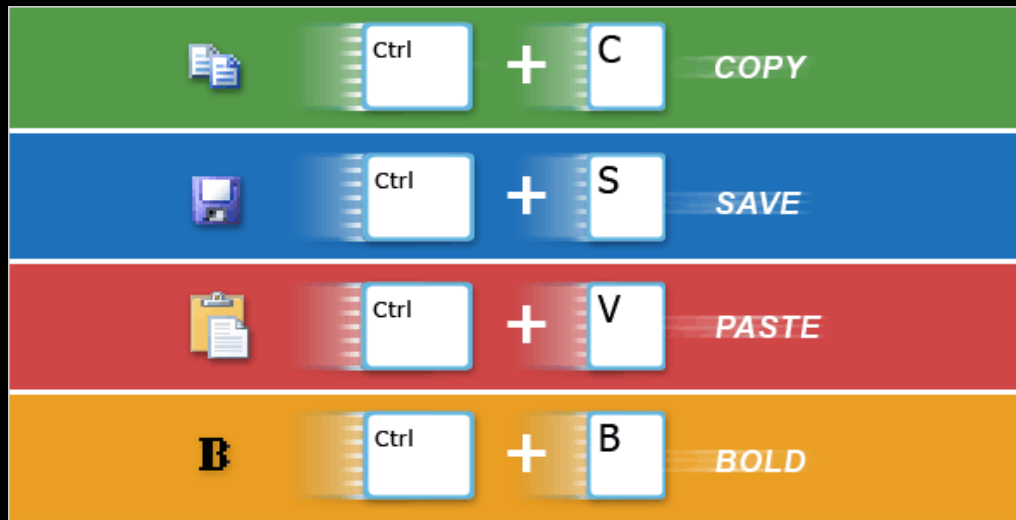 Ctrl + C COPY
Ctrl + S SAVE
Ctrl + V PASTE
B Ctrl + B BOLD